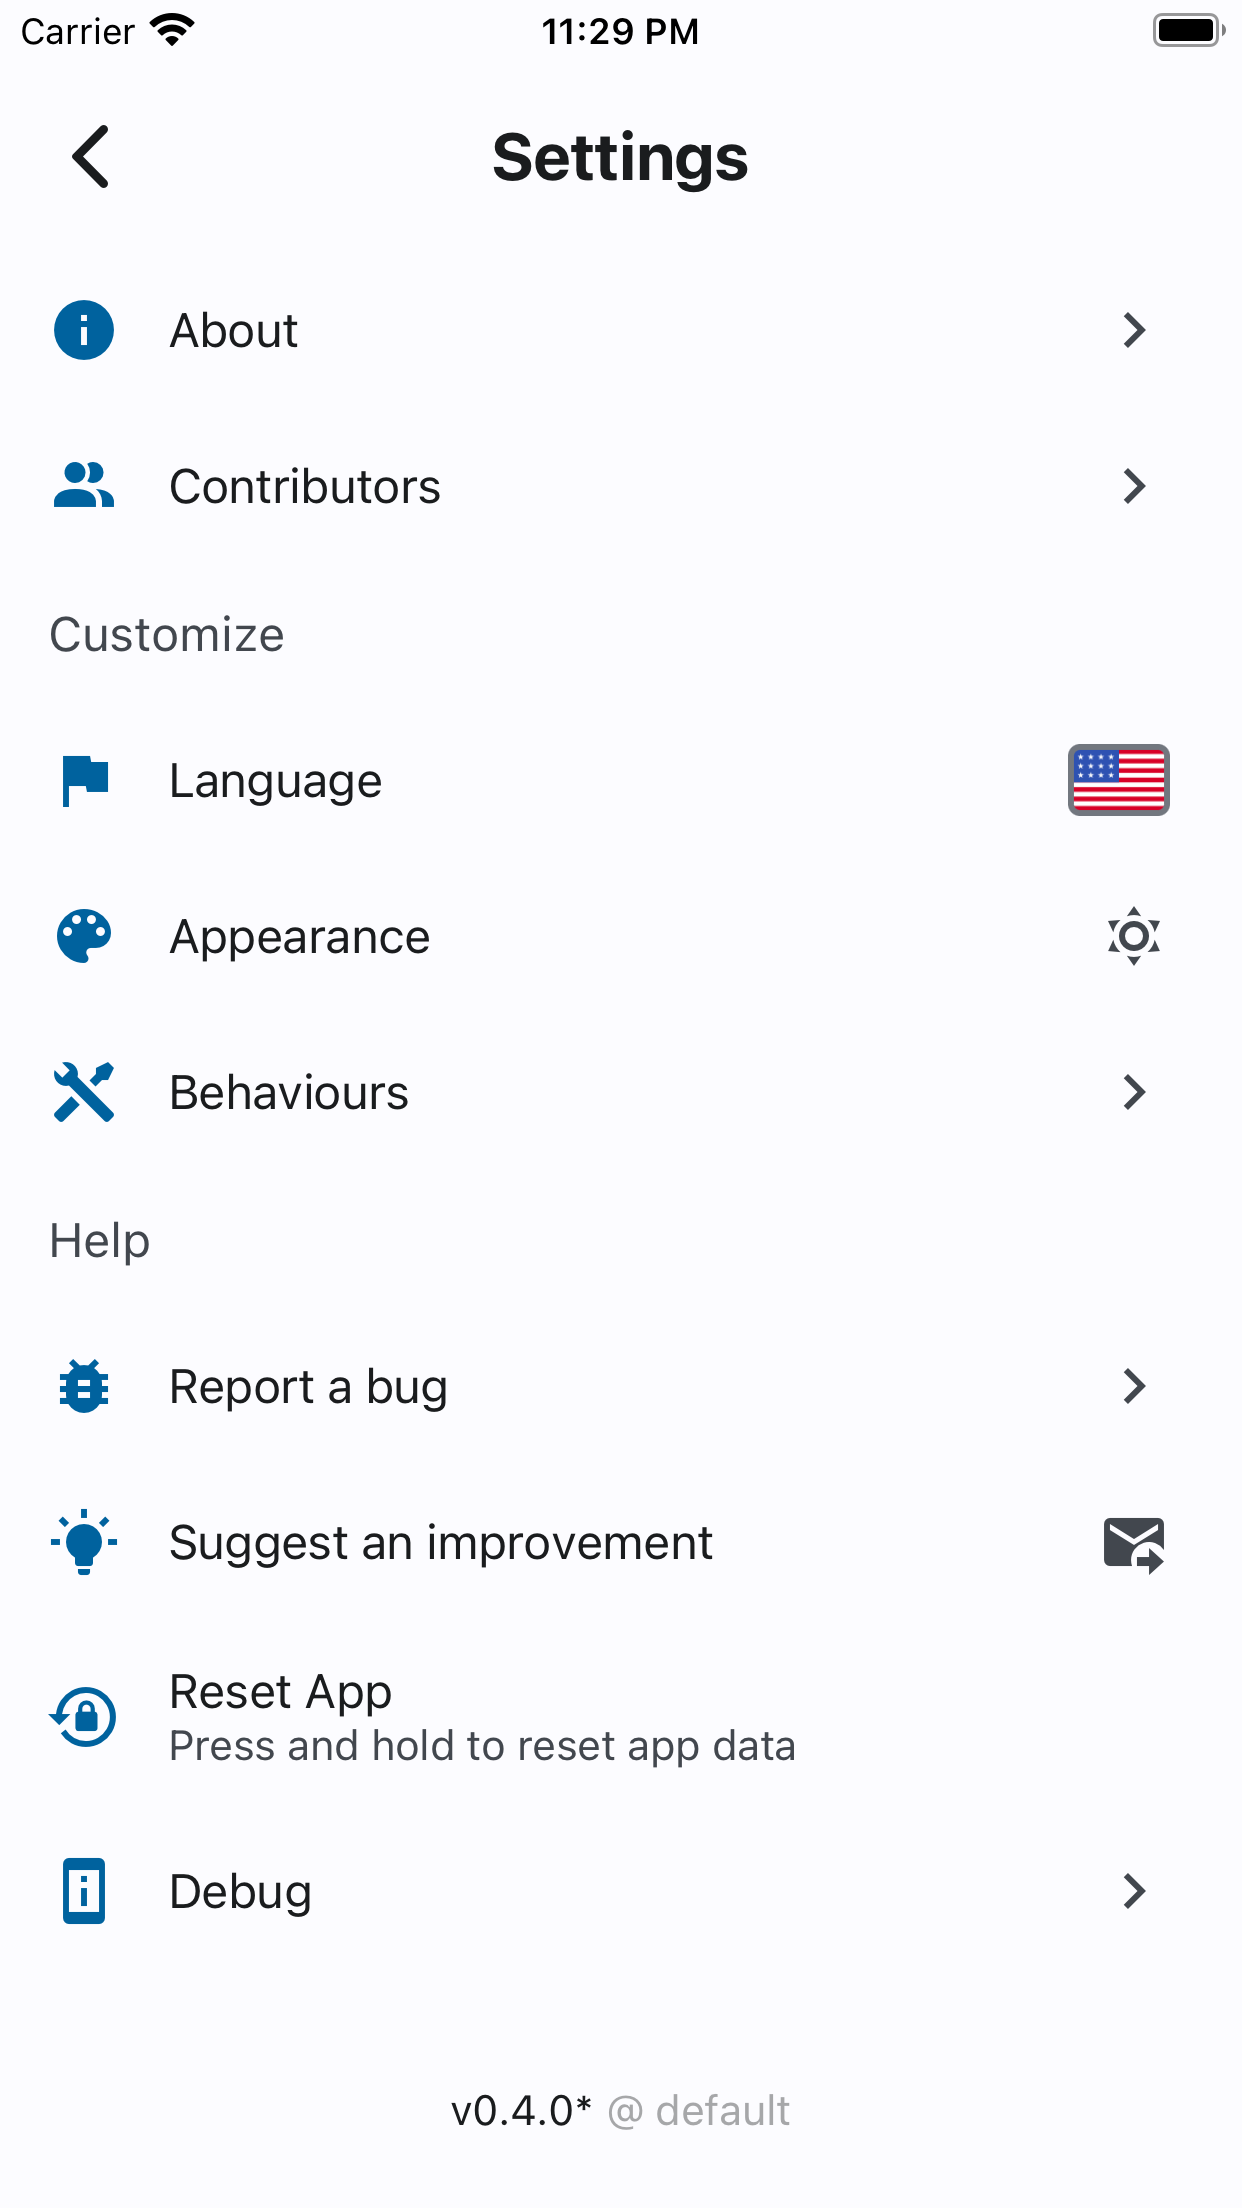 Carrier 11:29 PM
Settings
About
Contributors
Customize
Language
Appearance
Behaviours
Help
Report a bug
Suggest an improvement
Reset App
Press and hold to reset app data
Debug
v0.4.0* @ default